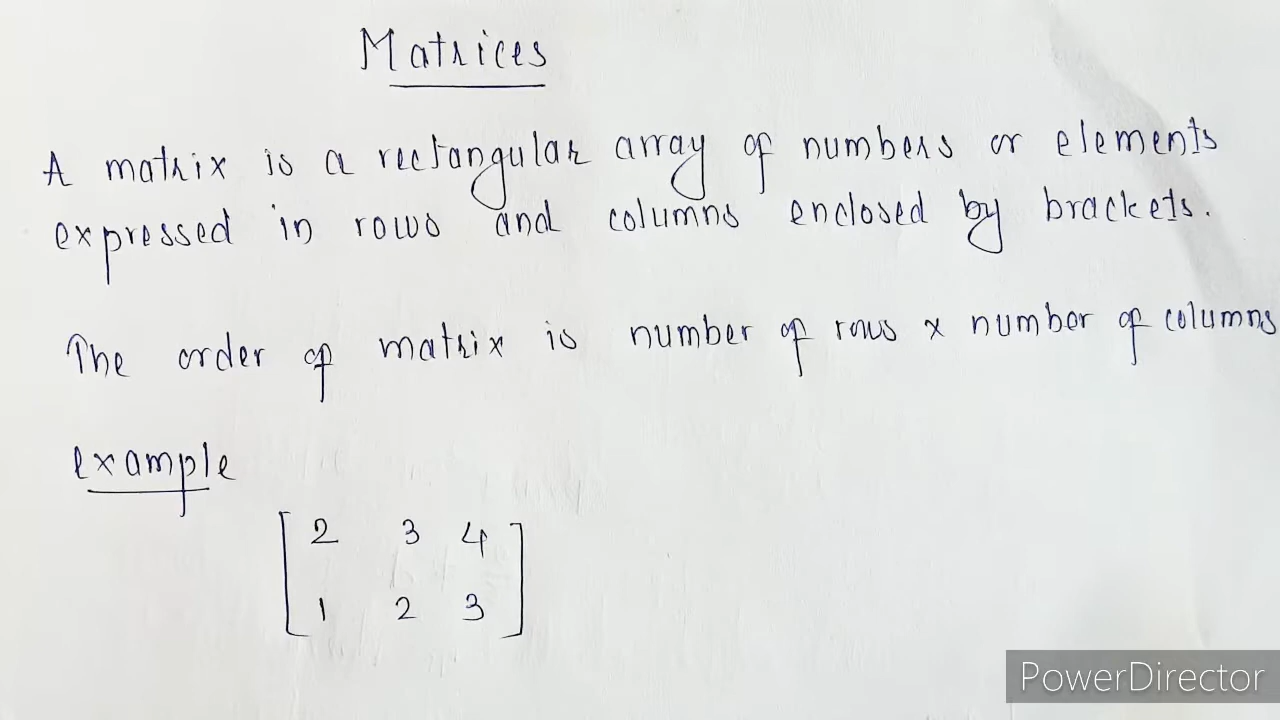 Matrices
A matrix is a rectangular array of numbers or elements
expressed in rows and columns enclosed by brackets.
The order of matrix is number of rows x number of columns
example
2 3 4
1 2 3
PowerDirector